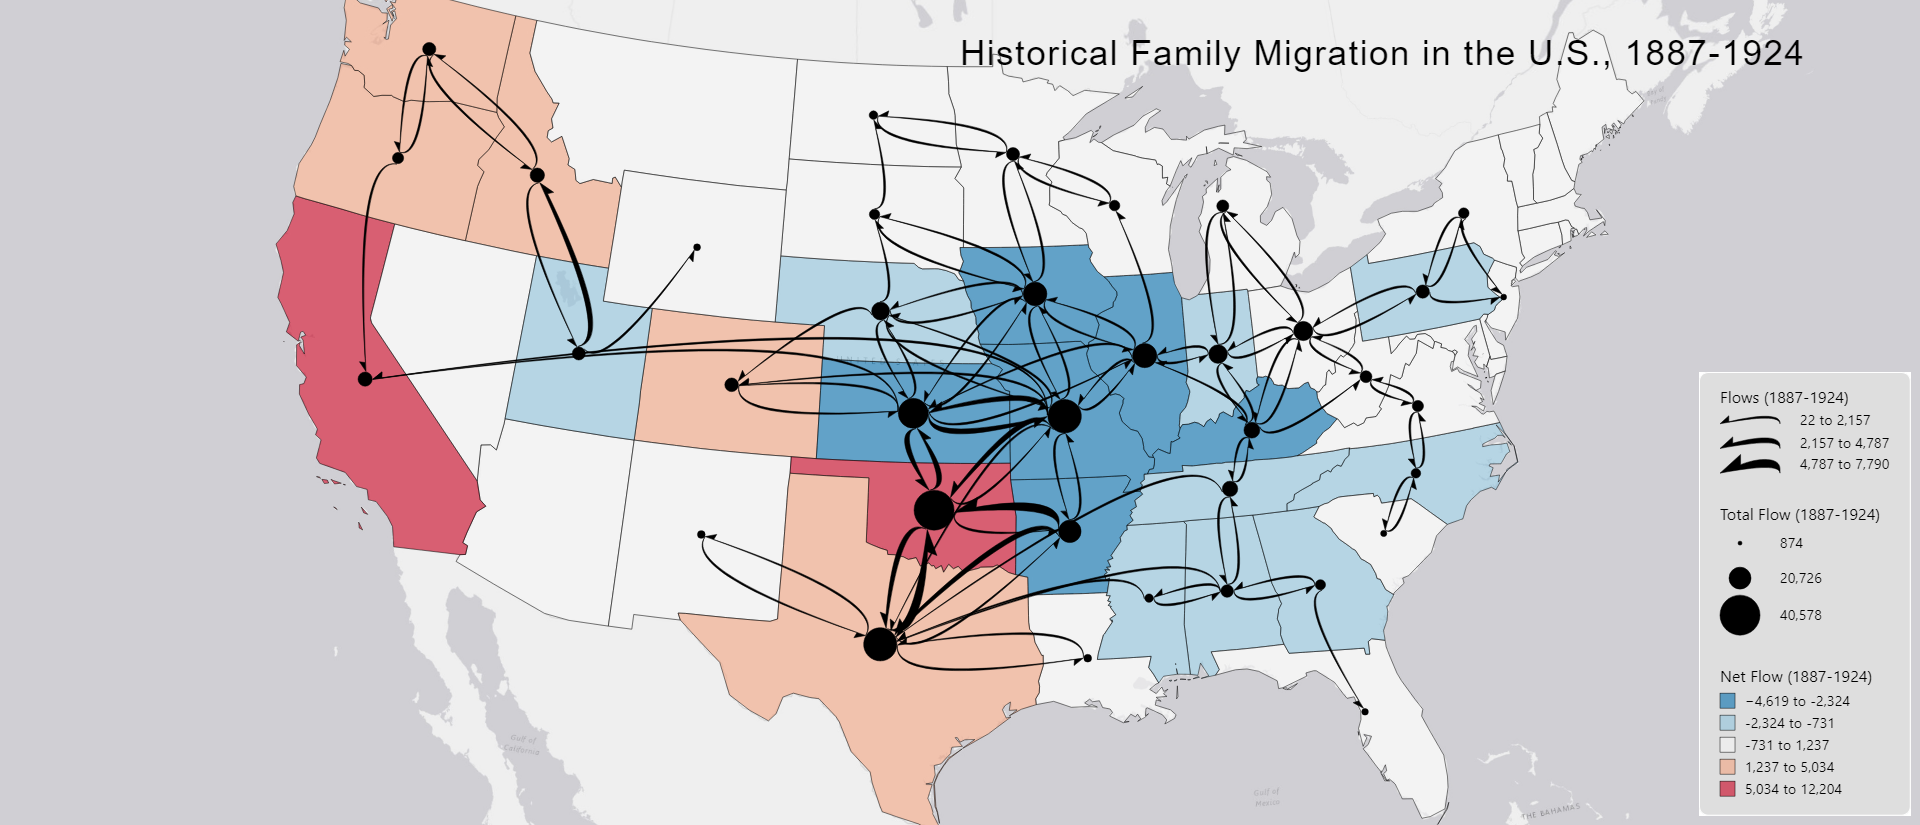 Historical Family Migration in the U.S., 1887-1924
Flows (1887-1924)
22 to 2,157
2,157 to 4,787
4,787 to 7,790
Total Flow (1887-1924)
874
20,726
40,578
Net Flow (1887-1924)
−4,619 to -2,324
-2,324 to -731
-731 to 1,237
1,237 to 5,034
5,034 to 12,204
Gulf of
California
Gulf of
Mexico
THE BAHAMAS